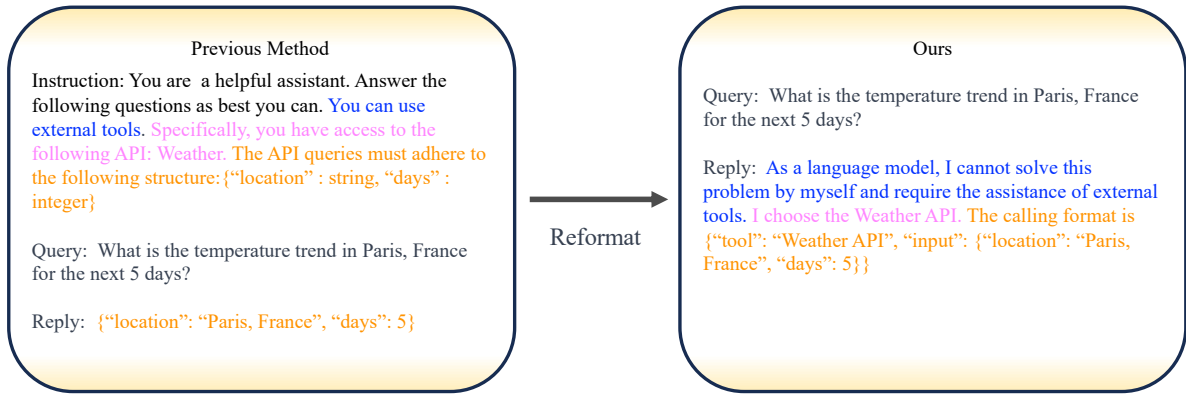 Previous Method
Instruction: You are a helpful assistant. Answer the
following questions as best you can. You can use
external tools. Specifically, you have access to the
following API: Weather. The API queries must adhere to
the following structure:{“location” : string, “days” :
integer}
Query: What is the temperature trend in Paris, France
for the next 5 days?
Reply: {“location”: “Paris, France”, “days”: 5}
Reformat
Ours
Query: What is the temperature trend in Paris, France
for the next 5 days?
Reply: As a language model, I cannot solve this
problem by myself and require the assistance of external
tools. I choose the Weather API. The calling format is
{“tool”: “Weather API”, “input”: {“location”: “Paris,
France”, “days”: 5}}